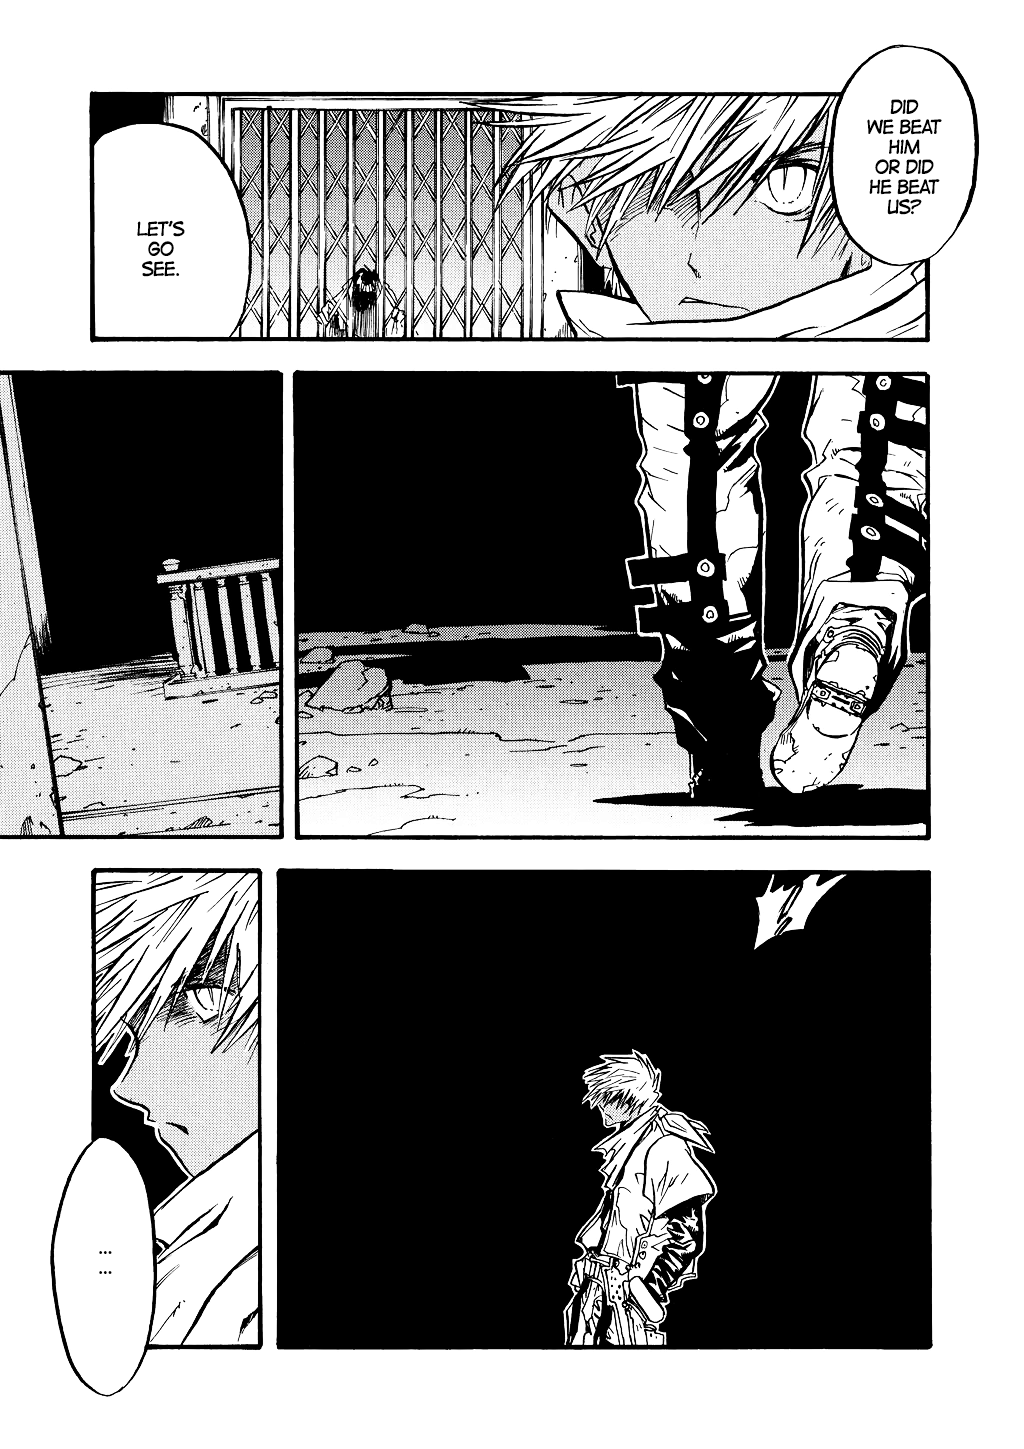 DID
WE BEAT
HIM
OR DID
HE BEAT
US?
LET'S
GO
SEE.
...
...